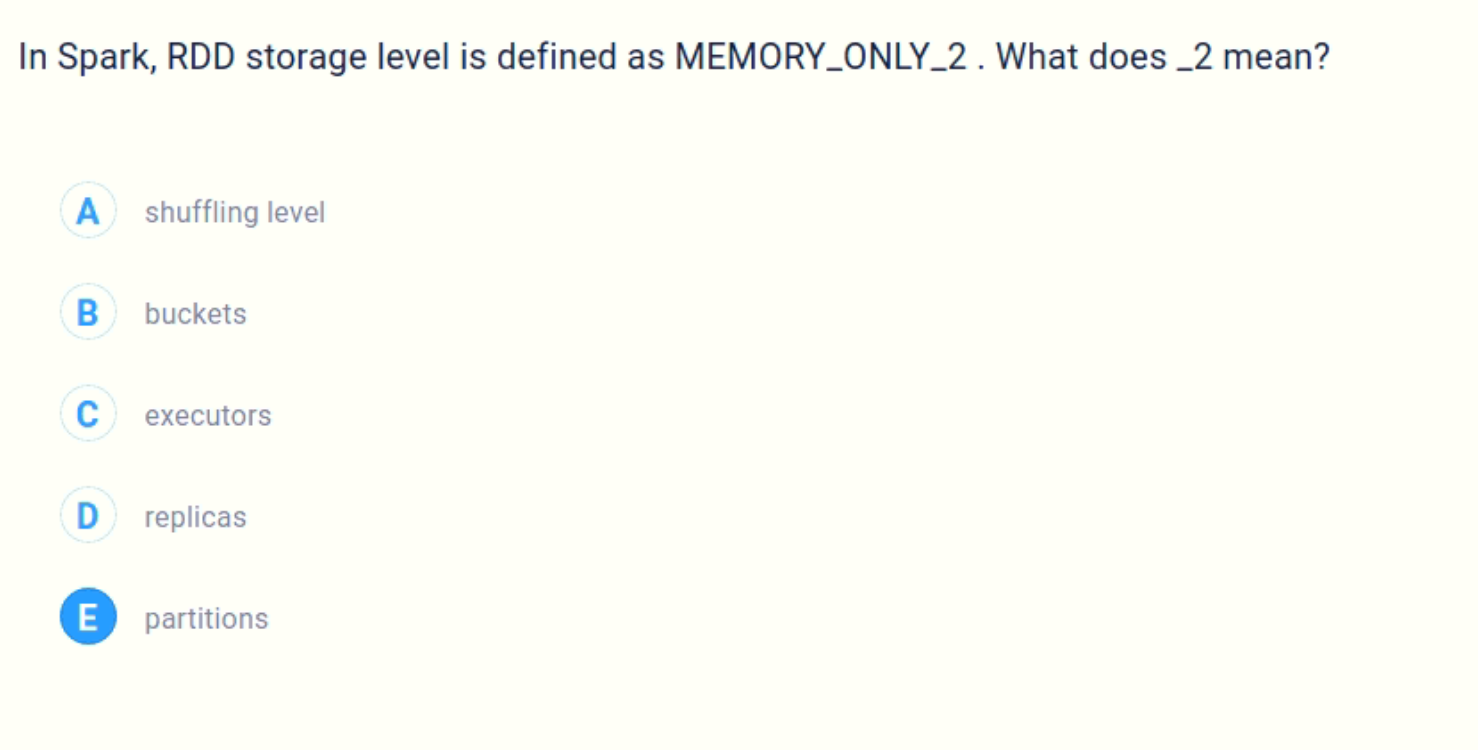 In Spark, RDD storage level is defined as MEMORY_ONLY_2 . What does _2 mean?
A shuffling level
B buckets
C executors
D replicas
E partitions